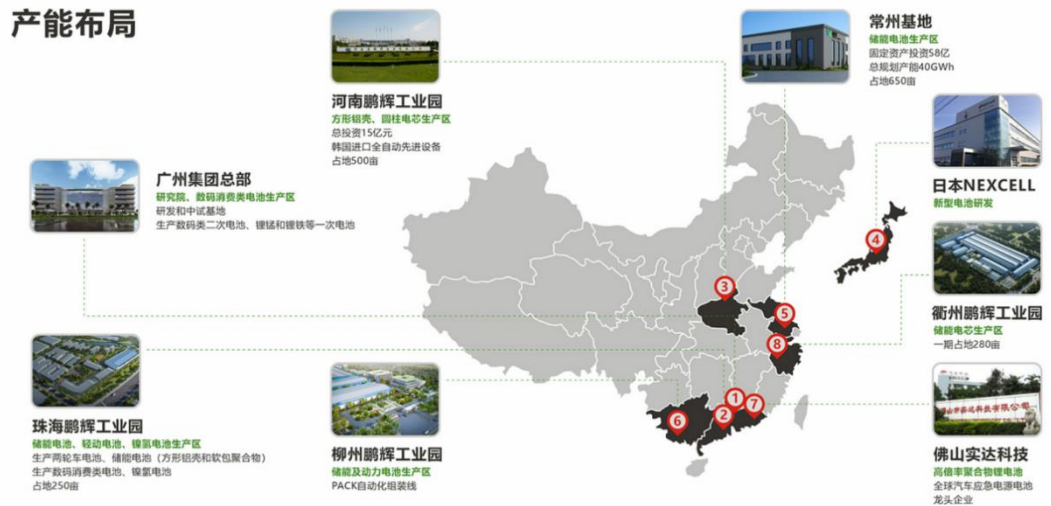 产能布局
河南鹏辉工业园
方形铝壳、圆柱电芯生产区
总投资15亿元
韩国进口全自动先进设备
占地500亩
常州基地
储能电池生产区
固定资产投资58亿
总规划产能40GWh
占地650亩
广州集团总部
研究院、数码消费类电池生产区
研发和中试基地
生产数码类二次电池、锂锰和锂铁等一次电池
日本NEXCELL
新型电池研发
4
3
5
8
衢州鹏辉工业园
储能电芯生产区
一期占地280亩
珠海鹏辉工业园
储能电池、轻动电池、镍氢电池生产区
生产两轮车电池、储能电池（方形铝壳和软包聚合物）
生产数码消费类电池、镍氢电池
占地250亩
柳州鹏辉工业园
储能及动力电池生产区
PACK自动化组装线
1
7
2
6
佛山市实达科技有限公司
佛山实达科技
高倍率聚合物锂电池
全球汽车应急电源电池
龙头企业